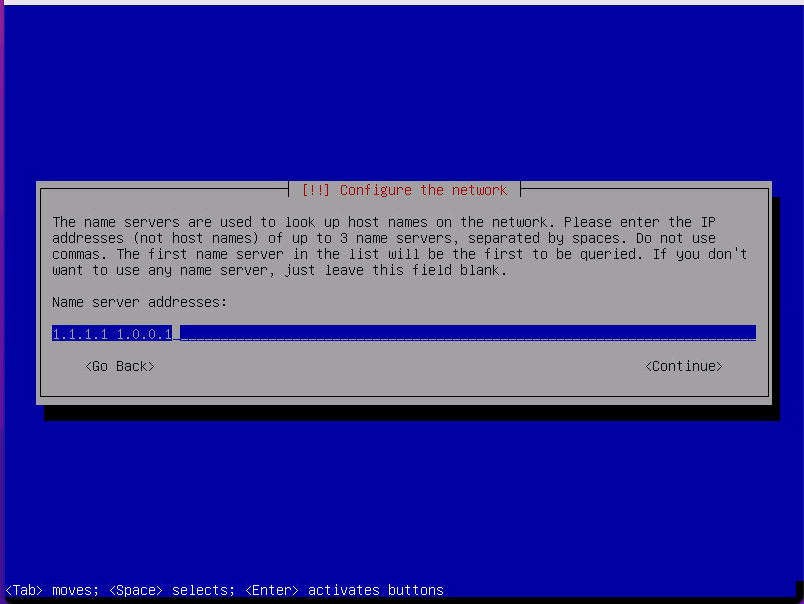 [!!] Configure the network
The name servers are used to look up host names on the network. Please enter the IP
addresses (not host names) of up to 3 name servers, separated by spaces. Do not use
commas. The first name server in the list will be the first to be queried. If you don't
want to use any name server, just leave this field blank.
Name server addresses:
1.1.1.1 1.0.0.1
<Go Back> <Continue>
<Tab> moves; <Space> selects; <Enter> activates buttons